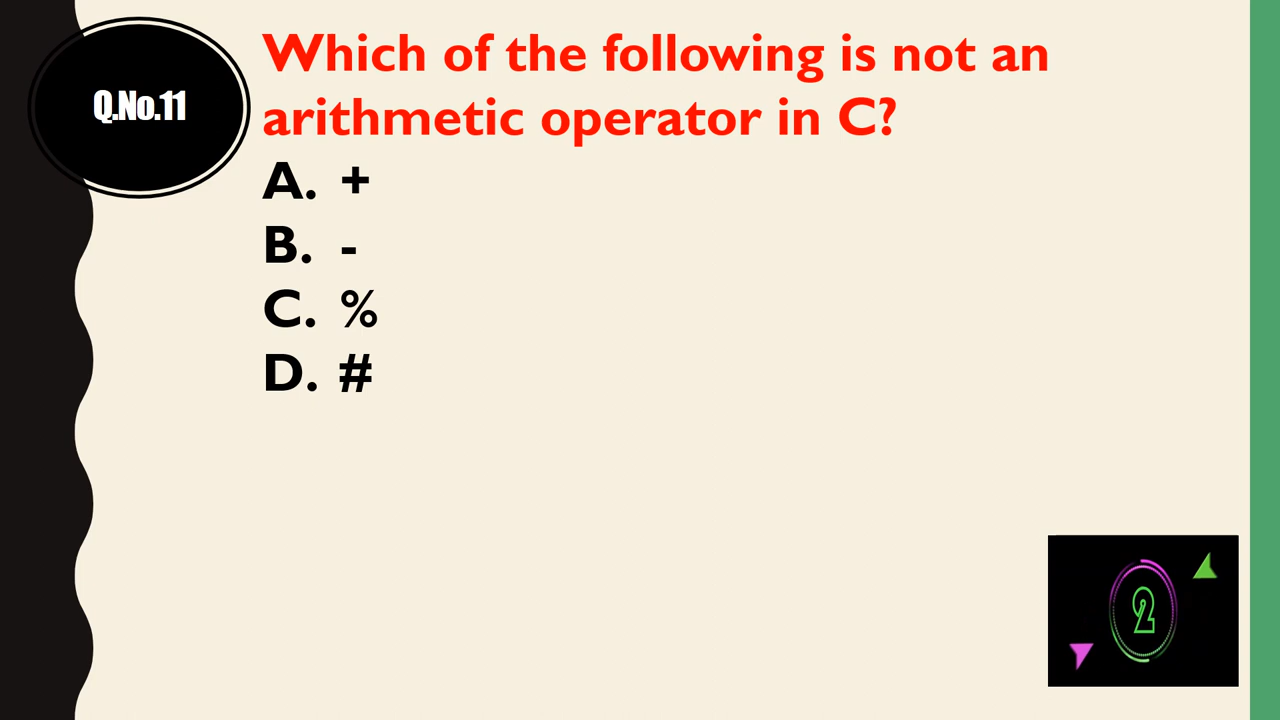 Q.No.11
Which of the following is not an
arithmetic operator in C?
A. +
B. -
C. %
D. #
2